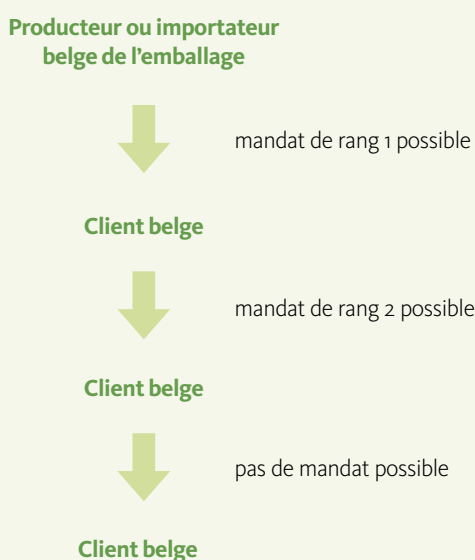 Producteur ou importateur
belge de l’emballage
mandat de rang 1 possible
Client belge
mandat de rang 2 possible
Client belge
pas de mandat possible
Client belge